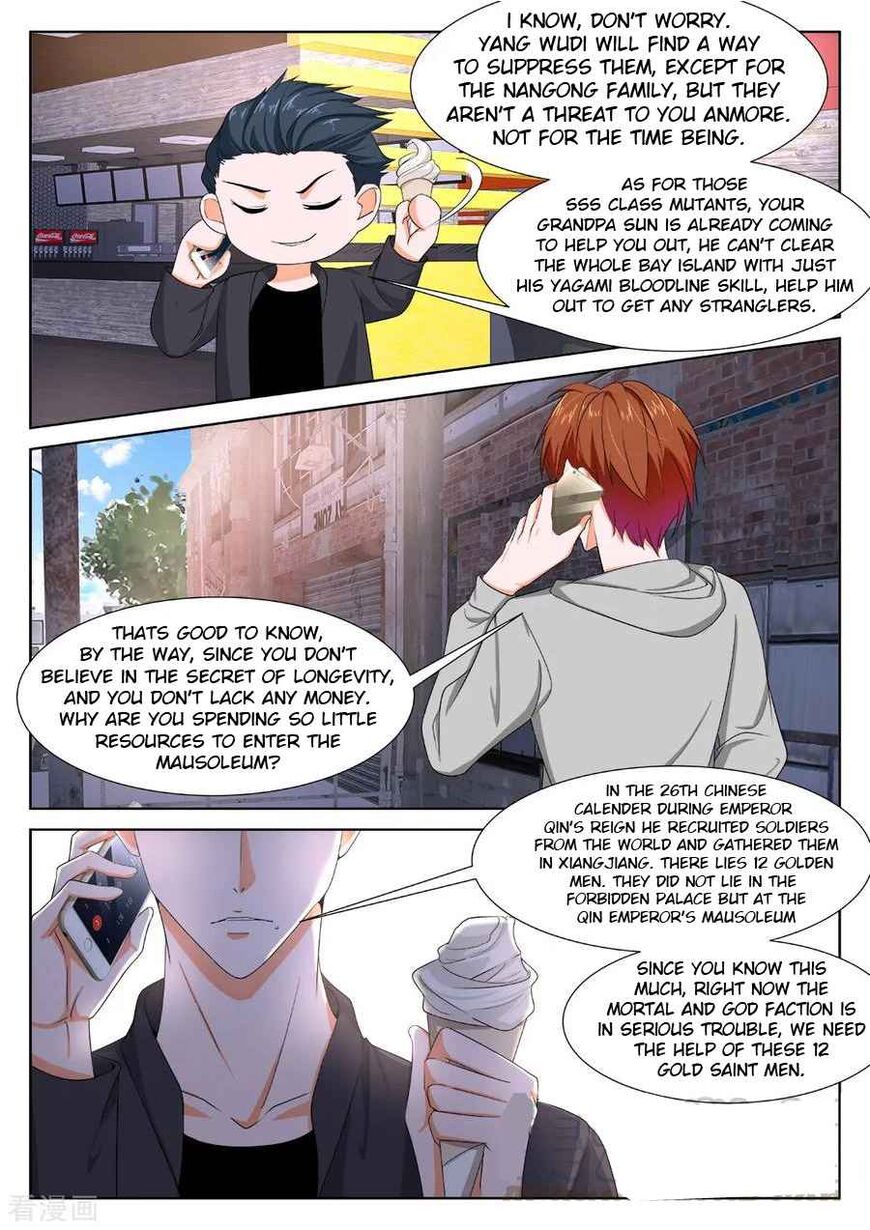 I KNOW, DON'T WORRY.
YANG WUDI WILL FIND A WAY
TO SUPPRESS THEM, EXCEPT FOR
THE NANGONG FAMILY, BUT THEY
AREN'T A THREAT TO YOU ANMORE.
NOT FOR THE TIME BEING.
AS FOR THOSE
SSS CLASS MUTANTS, YOUR
GRANDPA SUN IS ALREADY COMING
TO HELP YOU OUT, HE CAN'T CLEAR
THE WHOLE BAY ISLAND WITH JUST
HIS YAGAMI BLOODLINE SKILL, HELP HIM
OUT TO GET ANY STRANGLERS.
THATS GOOD TO KNOW,
BY THE WAY, SINCE YOU DON'T
BELIEVE IN THE SECRET OF LONGEVITY,
AND YOU DON'T LACK ANY MONEY.
WHY ARE YOU SPENDING SO LITTLE
RESOURCES TO ENTER THE
MAUSOLEUM?
IN THE 26TH CHINESE
CALENDER DURING EMPEROR
QIN'S REIGN HE RECRUITED SOLDIERS
FROM THE WORLD AND GATHERED THEM
IN XIANGJIANG. THERE LIES 12 GOLDEN
MEN. THEY DID NOT LIE IN THE
FORBIDDEN PALACE BUT AT THE
QIN EMPEROR'S MAUSOLEUM
SINCE YOU KNOW THIS
MUCH, RIGHT NOW THE
MORTAL AND GOD FACTION IS
IN SERIOUS TROUBLE, WE NEED
THE HELP OF THESE 12
GOLD SAINT MEN.
看漫画